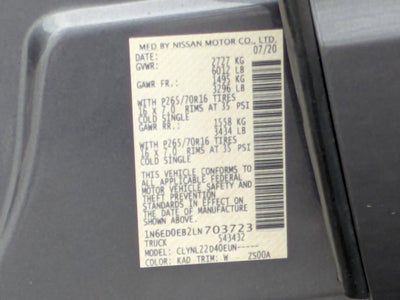 MFD BY NISSAN MOTOR CO., LTD.
DATE: 07/20
GVWR: 2727 KG
6012 LB
GAWR FR.: 1495 KG
3296 LB
WITH P265/70R16 TIRES
16 X 7.0 RIMS AT 35 PSI
COLD SINGLE
GAWR RR.: 1558 KG
3434 LB
WITH P265/70R16 TIRES
16 X 7.0 RIMS AT 35 PSI
COLD SINGLE
THIS VEHICLE CONFORMS TO
ALL APPLICABLE FEDERAL
MOTOR VEHICLE SAFETY AND
THEFT PREVENTION
STANDARDS IN EFFECT ON
THE DATE OF MANUFACTURE
SHOWN ABOVE.
1N6ED0EB2LN703723
TRUCK 543432
MODEL: CLYNL22D40EUN-----
COLOR: KAD TRIM: W 7S00A